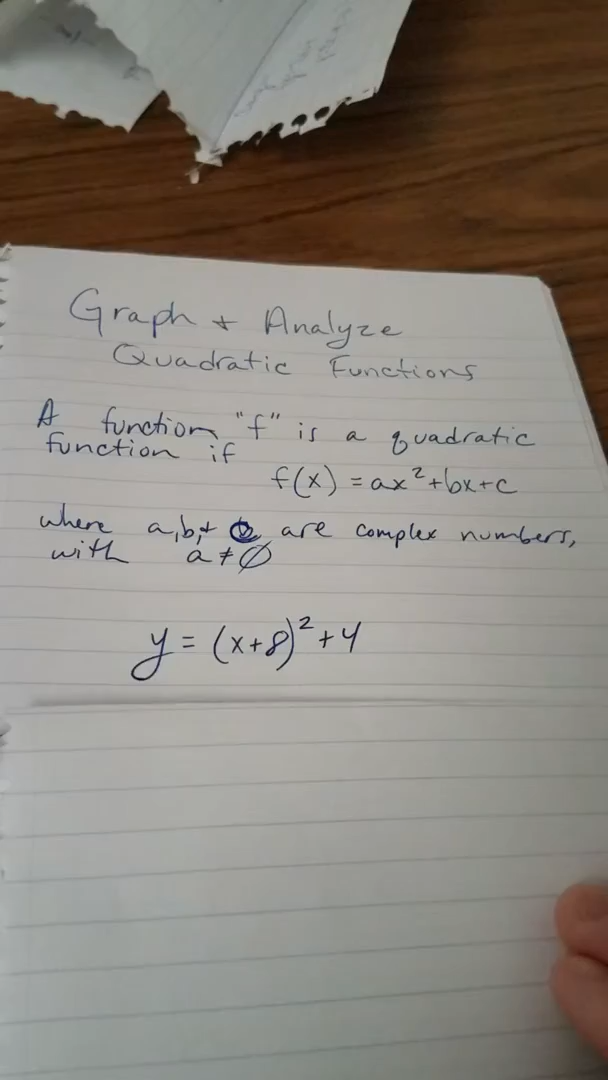 Graph + Analyze
Quadratic Functions
A function "f" is a quadratic
function if
f(x) = ax²+bx+c
where a,b,+ are complex numbers,
with a ≠ ∅
y = (x+8)²+4